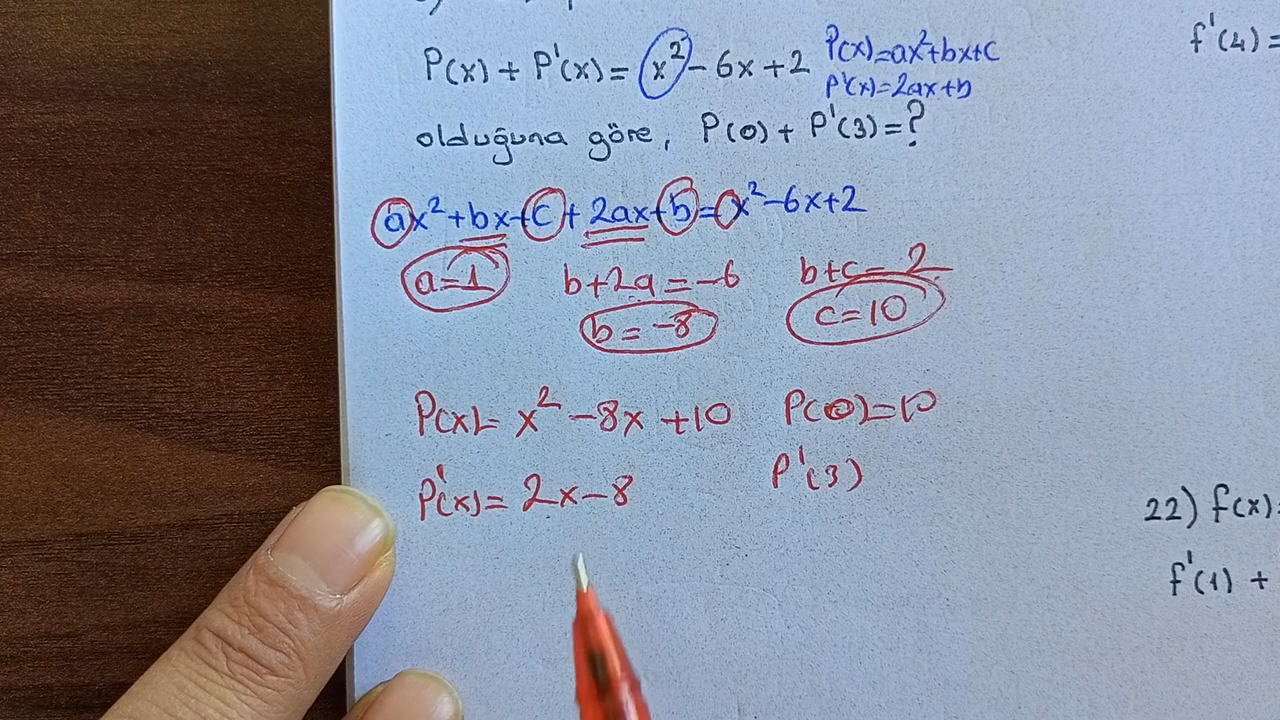 P(x) + P'(x) = x² - 6x + 2
P(x) = ax² + bx + c
P'(x) = 2ax + b
olduğuna göre, P(0) + P'(3) = ?
ax² + bx + c + 2ax + b = x² - 6x + 2
a = 1
b + 2a = -6
b + c = 2
b = -8
c = 10
P(x) = x² - 8x + 10
P(0) = 10
P'(x) = 2x - 8
P'(3)
f'(4) =
22) f(x)
f'(1) +